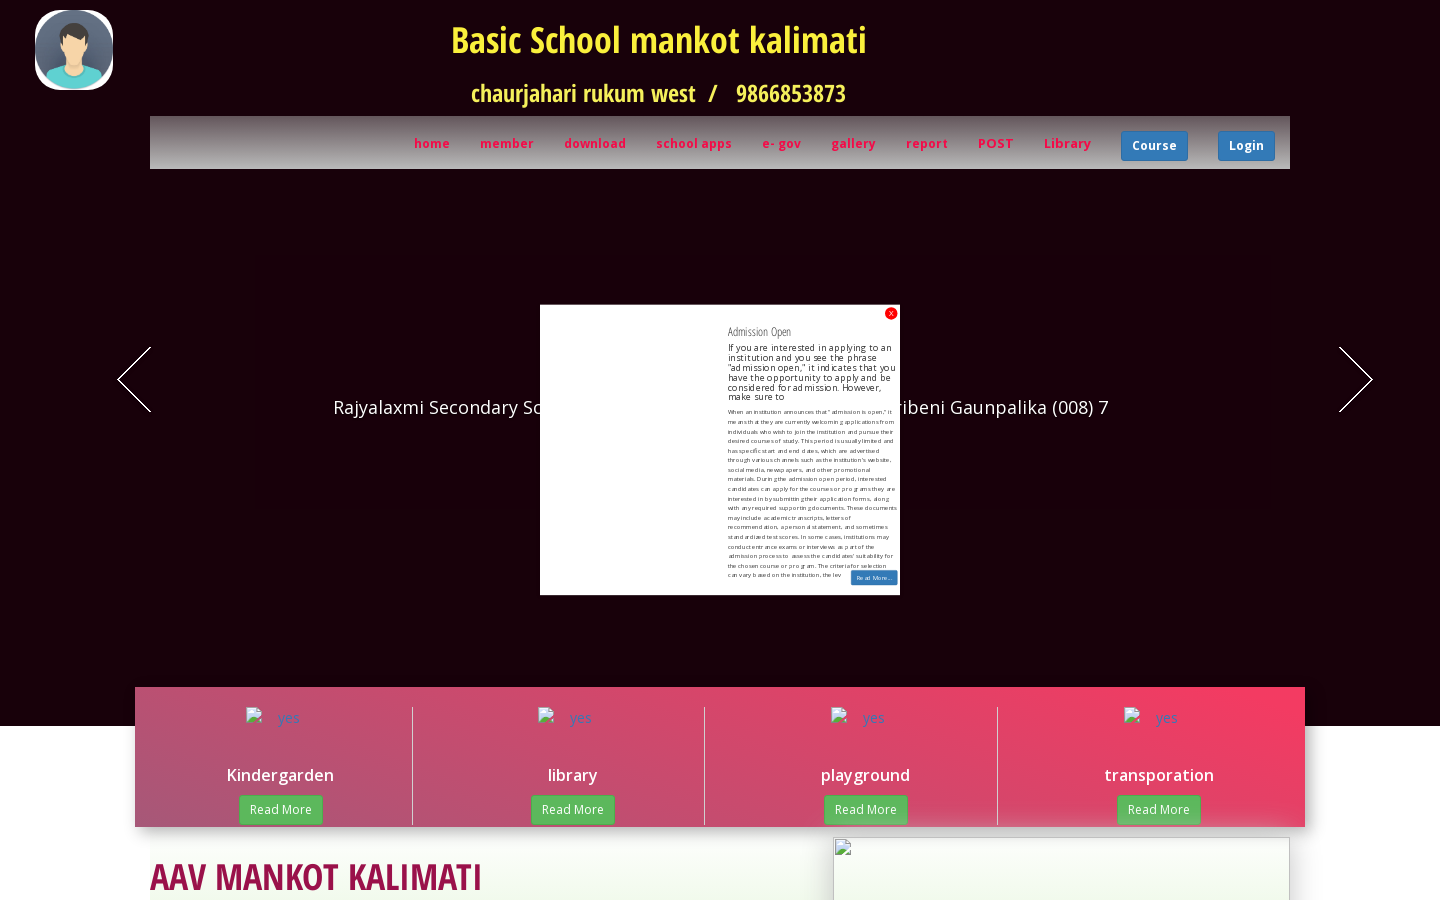 Basic School mankot kalimati
chaurjahari rukum west / 9866853873
home member download school apps e- gov gallery report POST Library Course Login
X
Admission Open
If you are interested in applying to an
institution and you see the phrase
"admission open," it indicates that you
have the opportunity to apply and be
considered for admission. However,
make sure to
When an institution announces that "admission is open," it
means that they are currently welcoming applications from
individuals who wish to join the institution and pursue their
desired courses of study. This period is usually limited and
has specific start and end dates, which are advertised
through various channels such as the institution's website,
social media, newspapers, and other promotional
materials. During the admission open period, interested
candidates can apply for the courses or programs they are
interested in by submitting their application forms, along
with any required supporting documents. These documents
may include academic transcripts, letters of
recommendation, a personal statement, and sometimes
standardized test scores. In some cases, institutions may
conduct entrance exams or interviews as part of the
admission process to assess the candidates' suitability for
the chosen course or program. The criteria for selection
can vary based on the institution, the lev
Read More...
Rajyalaxmi Secondary Gaunpalika (008) 7
yes yes yes yes
Kindergarden library playground transporation
Read More Read More Read More Read More
AAV MANKOT KALIMATI